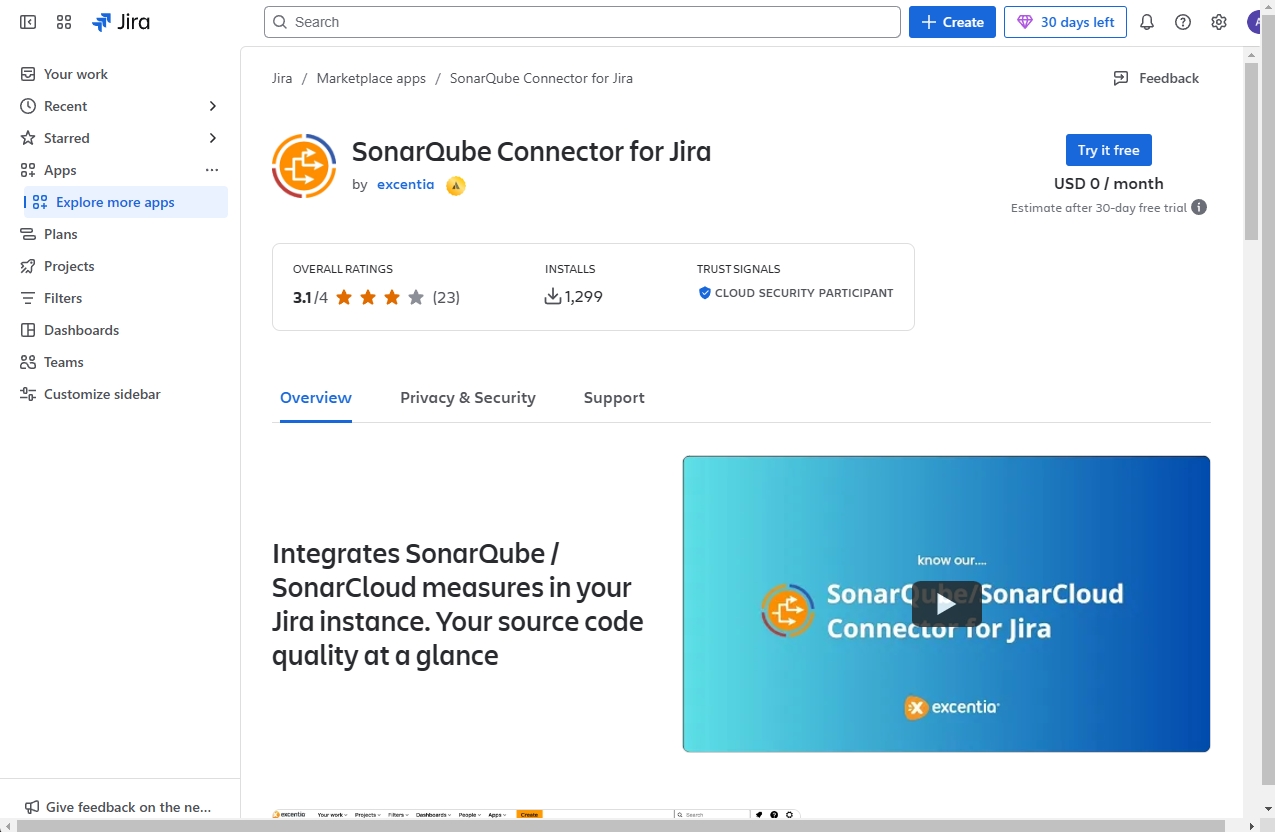 Jira
Search
Create
30 days left
Your work
Recent
Starred
Apps
Explore more apps
Plans
Projects
Filters
Dashboards
Teams
Customize sidebar
Give feedback on the ne...
Jira / Marketplace apps / SonarQube Connector for Jira
Feedback
SonarQube Connector for Jira
by excentia
Try it free
USD 0 / month
Estimate after 30-day free trial
OVERALL RATINGS
3.1/4 (23)
INSTALLS
1,299
TRUST SIGNALS
CLOUD SECURITY PARTICIPANT
Overview
Privacy & Security
Support
Integrates SonarQube /
SonarCloud measures in your
Jira instance. Your source code
quality at a glance
know our....
SonarQube/SonarCloud
Connector for Jira
excentia
excentia Your work Projects Filters Dashboards People Apps Create Search